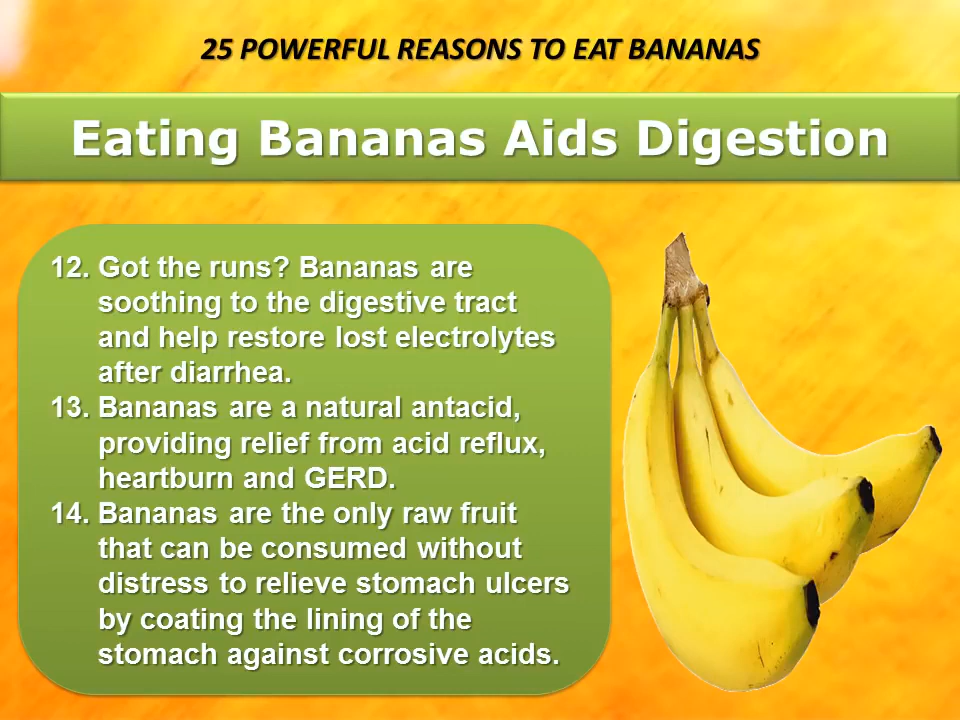 25 POWERFUL REASONS TO EAT BANANAS
Eating Bananas Aids Digestion
12. Got the runs? Bananas are
soothing to the digestive tract
and help restore lost electrolytes
after diarrhea.
13. Bananas are a natural antacid,
providing relief from acid reflux,
heartburn and GERD.
14. Bananas are the only raw fruit
that can be consumed without
distress to relieve stomach ulcers
by coating the lining of the
stomach against corrosive acids.